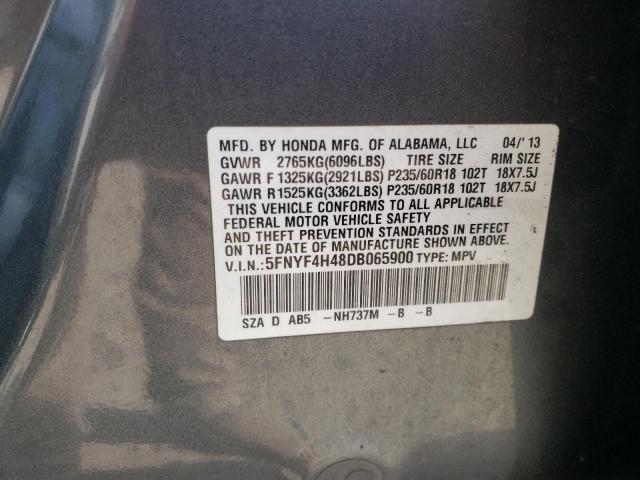 MFD. BY HONDA MFG. OF ALABAMA, LLC 04/'13
GVWR 2765KG(6096LBS) TIRE SIZE RIM SIZE
GAWR F 1325KG(2921LBS) P235/60R18 102T 18X7.5J
GAWR R1525KG(3362LBS) P235/60R18 102T 18X7.5J
THIS VEHICLE CONFORMS TO ALL APPLICABLE
FEDERAL MOTOR VEHICLE SAFETY
AND THEFT PREVENTION STANDARDS IN EFFECT
ON THE DATE OF MANUFACTURE SHOWN ABOVE.
V.I.N.: 5FNYF4H48DB065900 TYPE: MPV
SZA D AB5 -NH737M -B -B